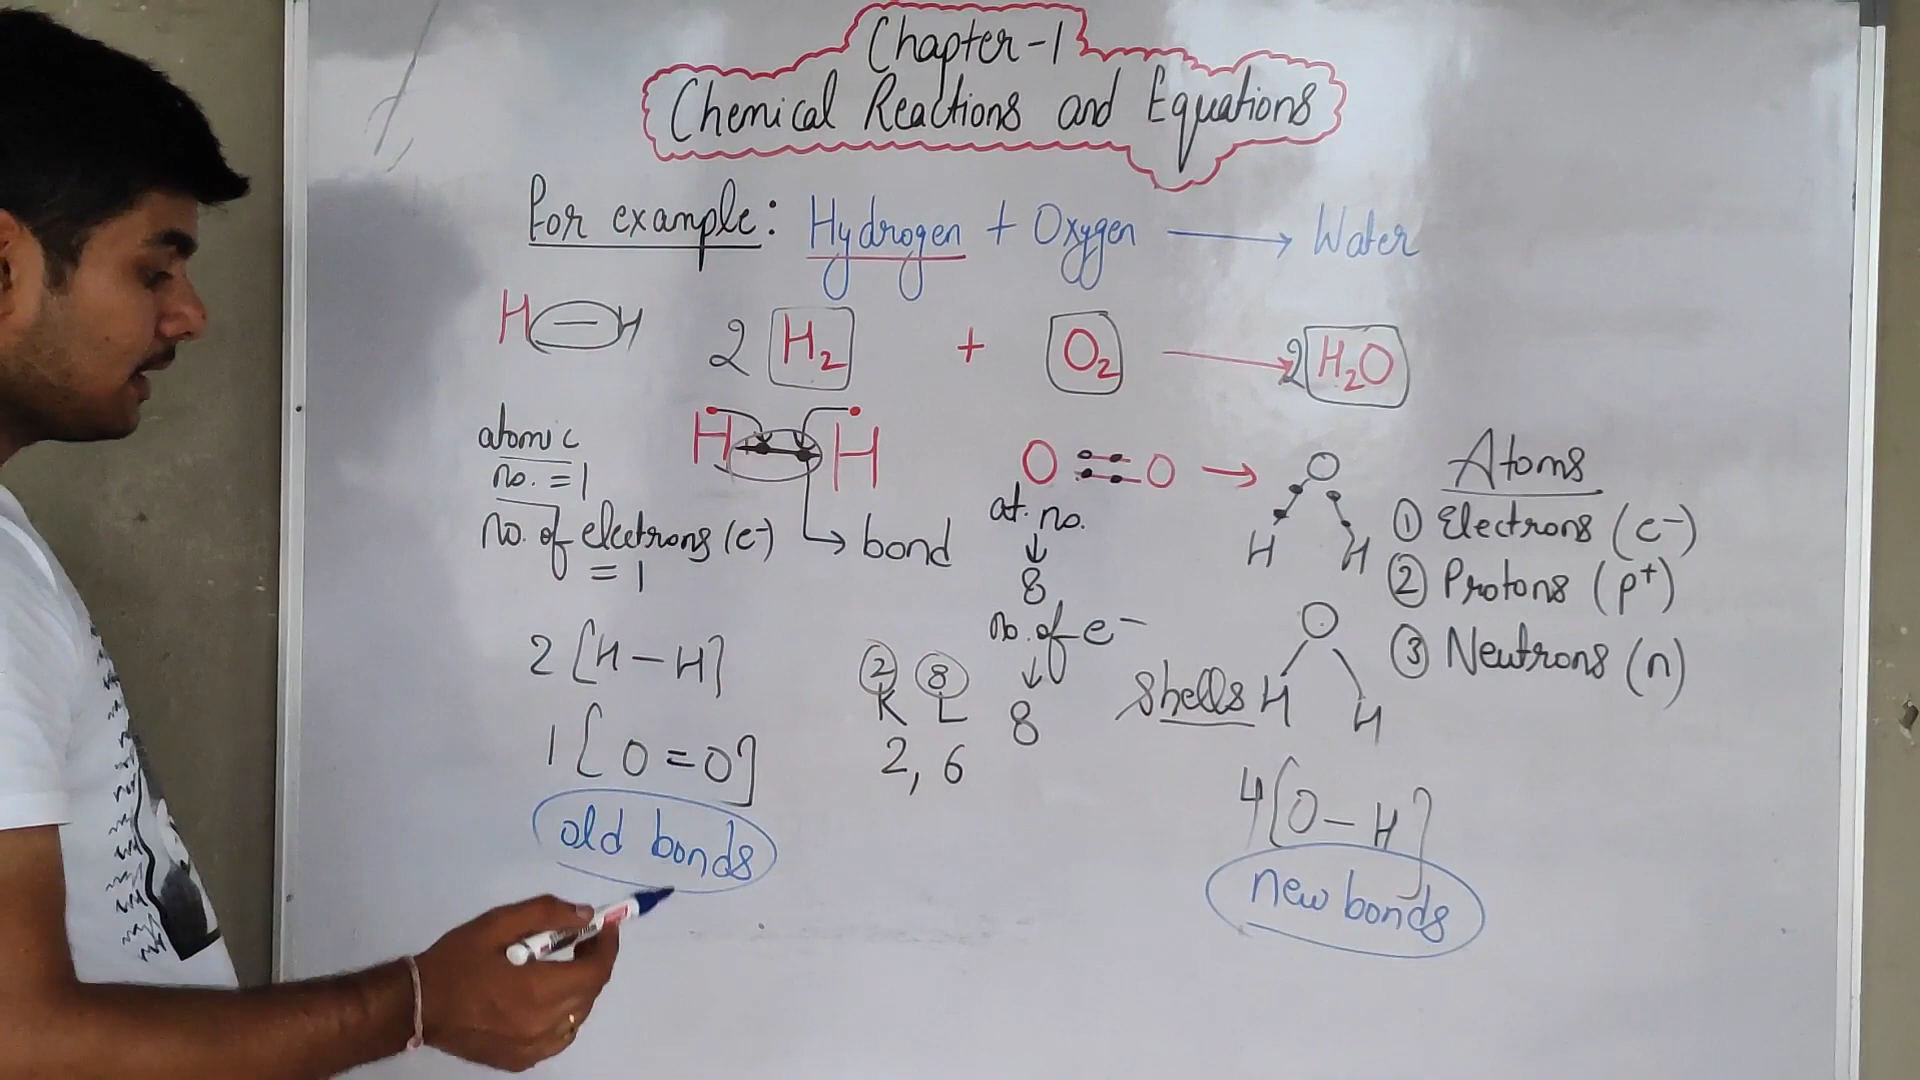 Chapter-1
Chemical Reactions and Equations
For example: Hydrogen + Oxygen → Water
H—H
2 H₂ + O₂ → 2 H₂O
atomic
no. = 1
no. of electrons (e⁻)
= 1
H H
bond
O = O →
at. no.
↓
8
no. of e⁻
↓
8
O
H H
Atoms
① Electrons (e⁻)
② Protons (p⁺)
③ Neutrons (n)
2 [H—H]
1 [O=O]
old bonds
2 8
K L
2, 6
Shells
O
H H
4 [O—H]
new bonds